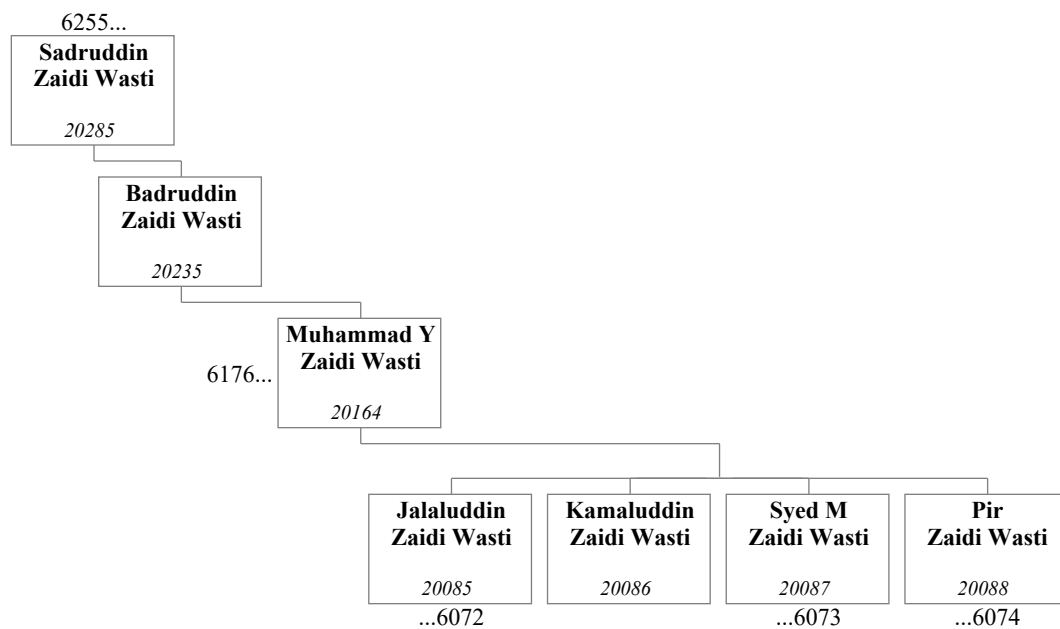 6255...
Sadruddin
Zaidi Wasti
20285
Badruddin
Zaidi Wasti
20235
Muhammad Y
Zaidi Wasti
6176...
20164
Jalaluddin
Zaidi Wasti
20085
...6072
Kamaluddin
Zaidi Wasti
20086
Syed M
Zaidi Wasti
20087
...6073
Pir
Zaidi Wasti
20088
...6074